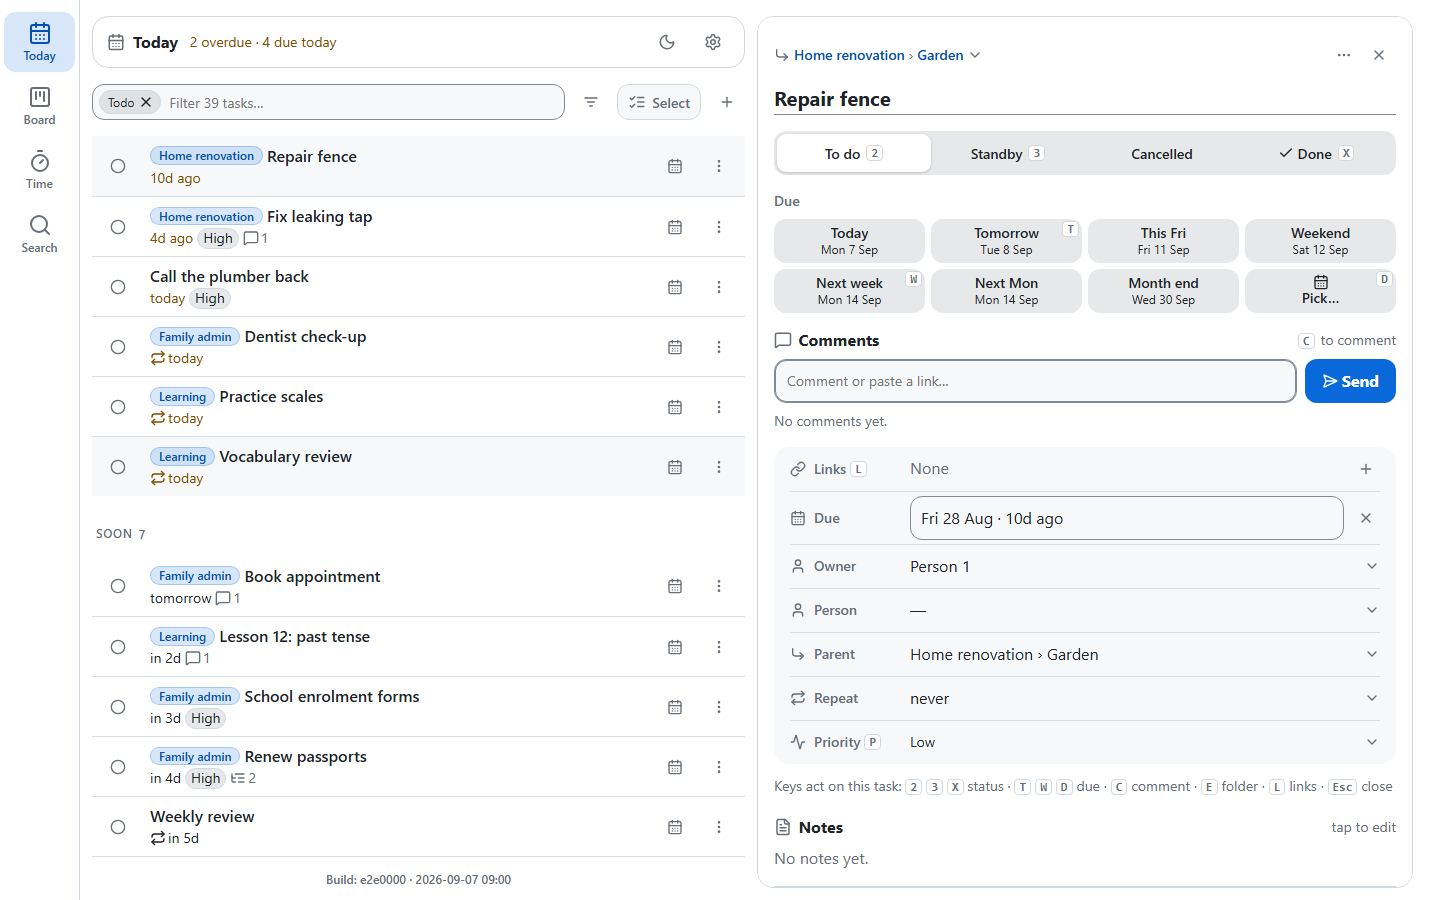 Today
Board
Time
Search
Today 2 overdue · 4 due today
Todo Filter 39 tasks...
Select
Home renovation Repair fence
10d ago
Home renovation Fix leaking tap
4d ago High 1
Call the plumber back
today High
Family admin Dentist check-up
today
Learning Practice scales
today
Learning Vocabulary review
today
SOON 7
Family admin Book appointment
tomorrow 1
Learning Lesson 12: past tense
in 2d 1
Family admin School enrolment forms
in 3d High
Family admin Renew passports
in 4d High 2
Weekly review
in 5d
Build: e2e0000 · 2026-09-07 09:00
Home renovation › Garden
Repair fence
To do 2 Standby 3 Cancelled Done X
Due
Today Tomorrow T This Fri Weekend
Mon 7 Sep Tue 8 Sep Fri 11 Sep Sat 12 Sep
Next week W Next Mon Month end D
Mon 14 Sep Mon 14 Sep Wed 30 Sep Pick...
Comments C to comment
Comment or paste a link...
Send
No comments yet.
Links L None
Due Fri 28 Aug · 10d ago
Owner Person 1
Person —
Parent Home renovation › Garden
Repeat never
Priority P Low
Keys act on this task: 2 3 X status · T W D due · C comment · E folder · L links · Esc close
Notes tap to edit
No notes yet.